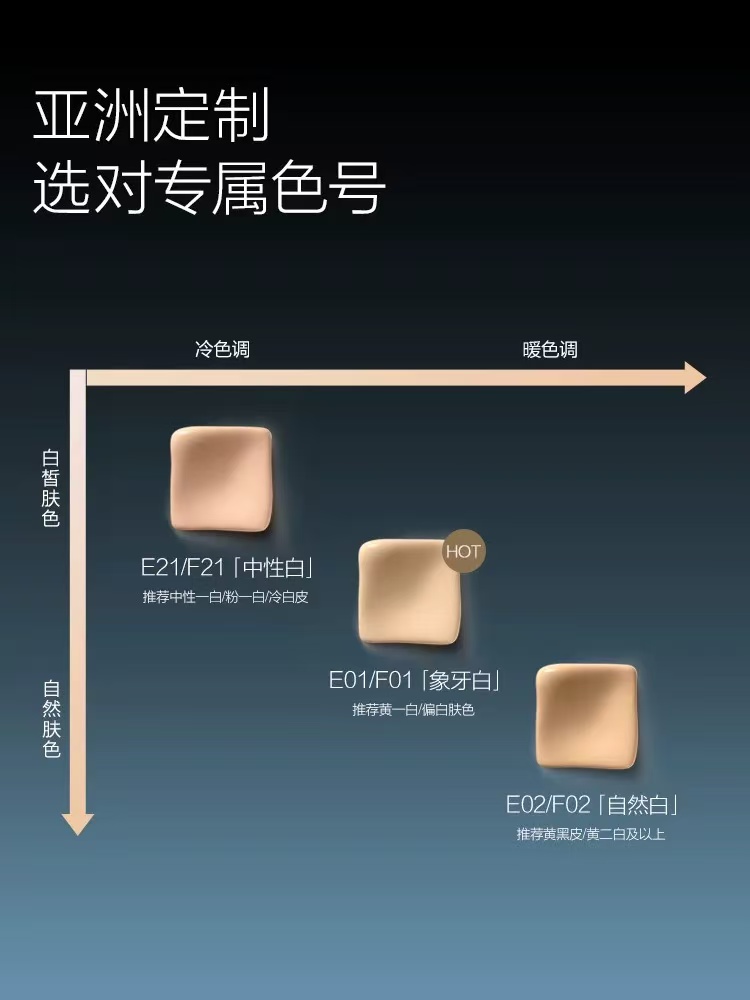 亚洲定制
选对专属色号
冷色调
暖色调
白皙肤色
E21/F21「中性白」
推荐中性一白/粉一白/冷白皮
HOT
E01/F01「象牙白」
推荐黄一白/偏白肤色
自然肤色
E02/F02「自然白」
推荐黄黑皮/黄二白及以上